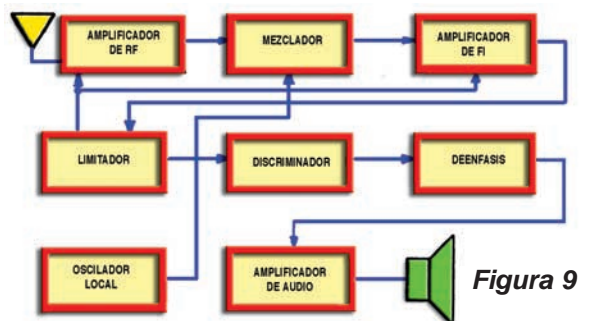 AMPLIFICADOR
DE RF
MEZCLADOR
AMPLIFICADOR
DE FI
LIMITADOR
DISCRIMINADOR
DEENFASIS
OSCILADOR
LOCAL
AMPLIFICADOR
DE AUDIO
Figura 9